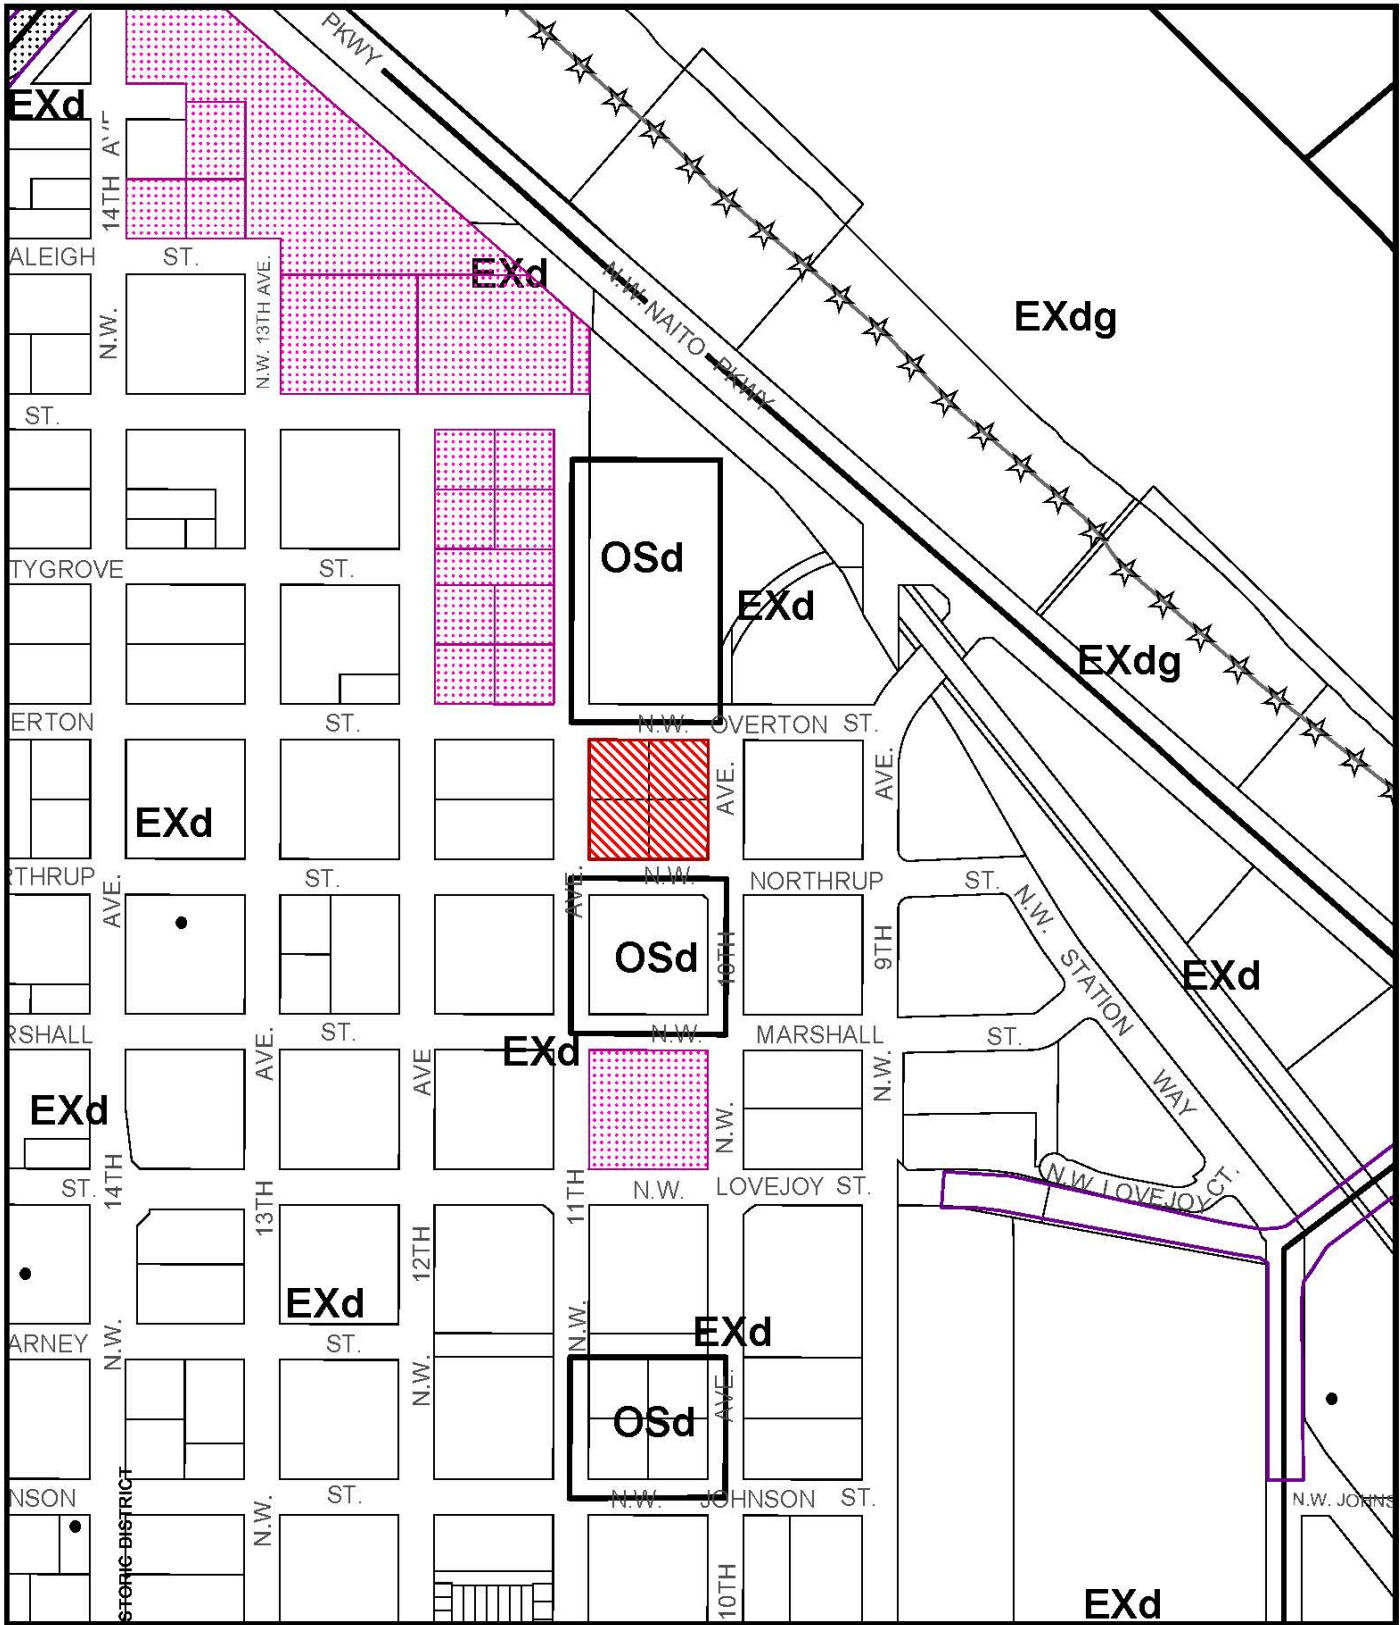 PKWY
EXd
AVE
14TH
ALEIGH
ST.
N.W. 13TH AVE.
EXd
N.W. NAITO PKWY
EXdg
N.W.
ST.
OSd
TYGROVE
ST.
EXd
EXdg
ERTON
ST.
N.W. OVERTON ST.
AVE.
AVE.
EXd
RTHRUP
ST.
N.W. NORTHRUP
ST.
AVE.
AVE.
N.W. STATION WAY
OSd
10TH
9TH
EXd
RSHALL
ST.
N.W. MARSHALL
ST.
EXd
AVE.
AVE
N.W.
EXd
N.W.
ST.
14TH
N.W. LOVEJOY ST.
N.W. LOVEJOY CT.
13TH
11TH
12TH
EXd
N.W.
EXd
ARNEY
N.W.
ST.
N.W.
AVE.
OSd
NSON
ST.
N.W. JOHNSON ST.
N.W. JOHNS
STORIC DISTRICT
N.W.
10TH
EXd